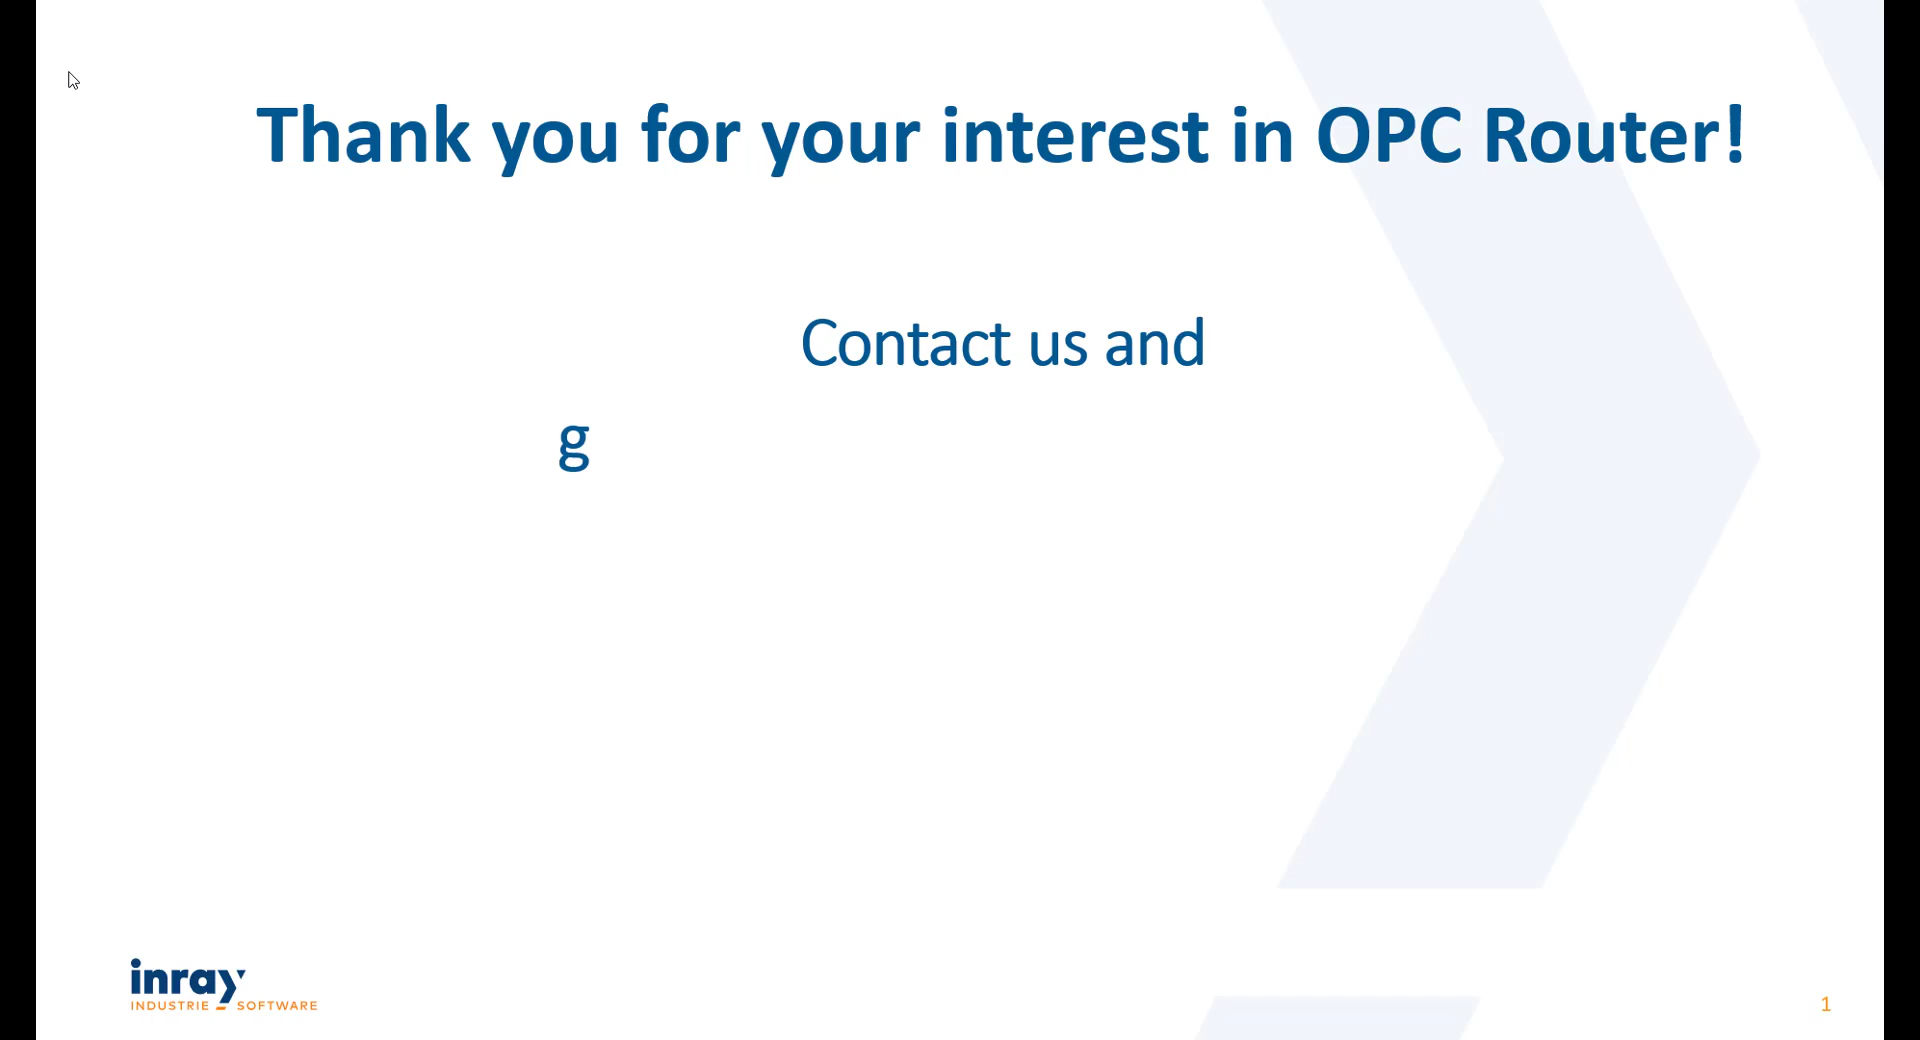 Thank you for your interest in OPC Router!
Contact us and
g
inray
INDUSTRIE SOFTWARE
1